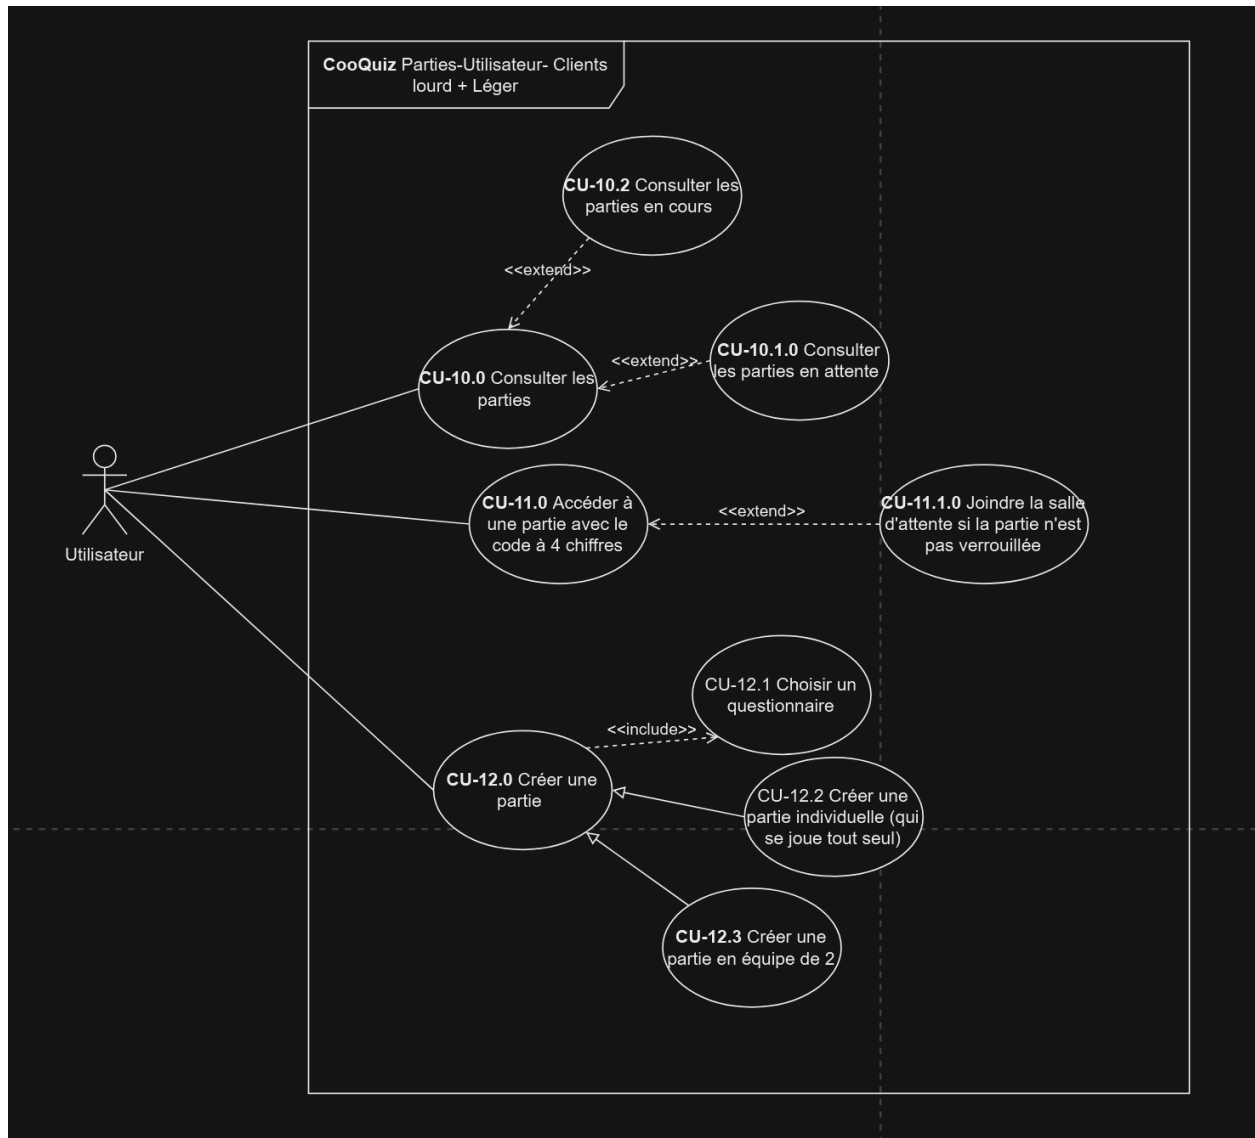 CooQuiz Parties-Utilisateur- Clients
lourd + Léger
CU-10.2 Consulter les
parties en cours
<<extend>>
CU-10.1.0 Consulter
les parties en attente
<<extend>>
CU-10.0 Consulter les
parties
CU-11.0 Accéder à
une partie avec le
code à 4 chiffres
<<extend>>
CU-11.1.0 Joindre la salle
d'attente si la partie n'est
pas verrouillée
Utilisateur
CU-12.1 Choisir un
questionnaire
<<include>>
CU-12.0 Créer une
partie
CU-12.2 Créer une
partie individuelle (qui
se joue tout seul)
CU-12.3 Créer une
partie en équipe de 2